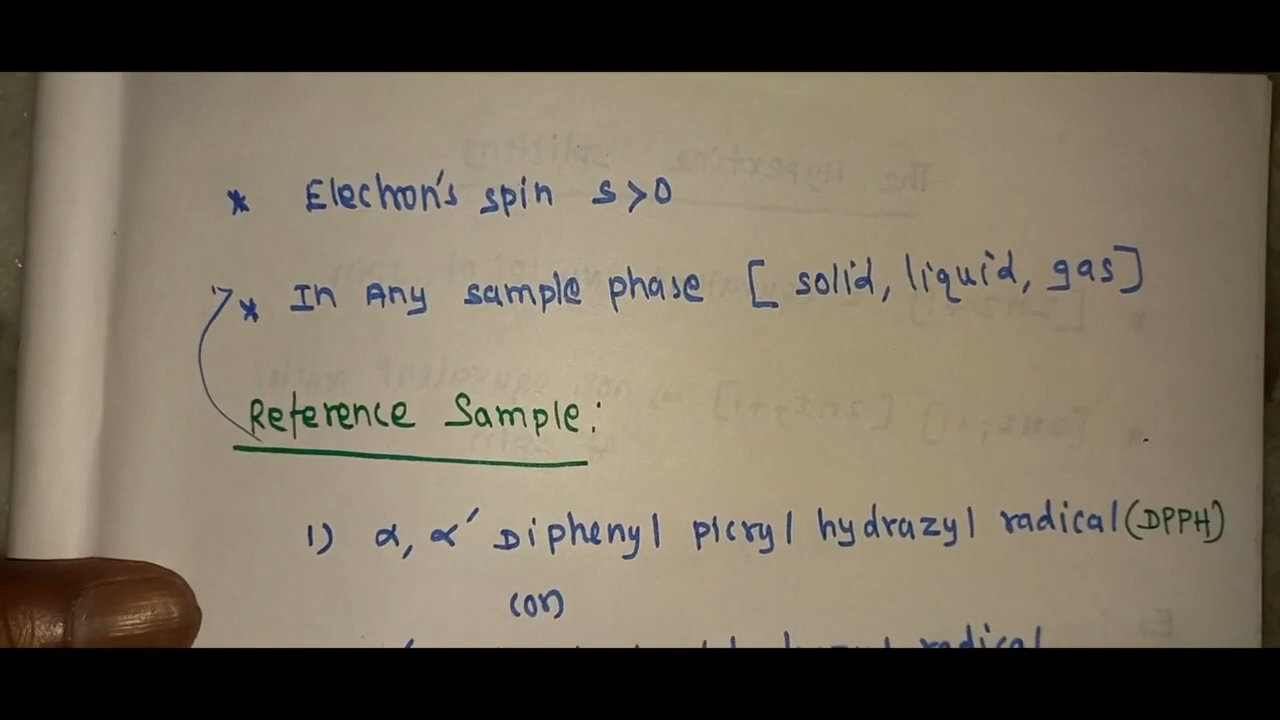 * Electron's spin s>0
* In Any sample phase [solid, liquid, gas]
Reference Sample:
1) α, α' Diphenyl picryl hydrazyl radical (DPPH)
(or)
radical